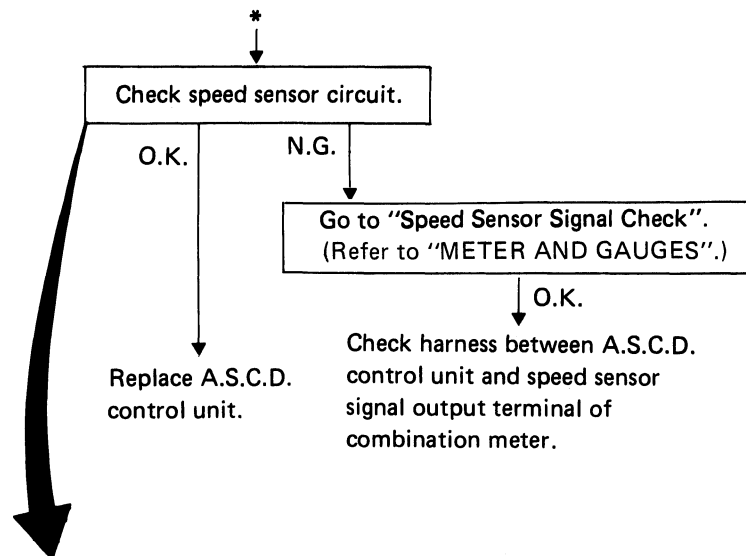 *
Check speed sensor circuit.
O.K.
N.G.
Go to "Speed Sensor Signal Check".
(Refer to "METER AND GAUGES".)
O.K.
Replace A.S.C.D.
control unit.
Check harness between A.S.C.D.
control unit and speed sensor
signal output terminal of
combination meter.